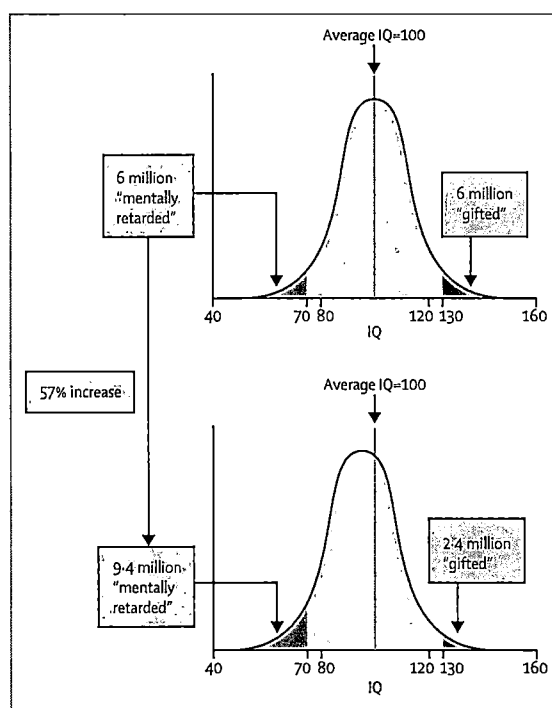 Average IQ=100
6 million
"mentally
retarded"
6 million
"gifted"
40 70 80 120 130 160
IQ
57% increase
Average IQ=100
9·4 million
"mentally
retarded"
2·4 million
"gifted"
40 70 80 120 130 160
IQ